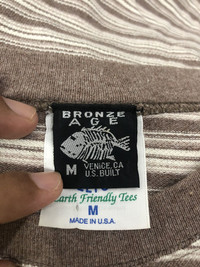 BRONZE
AGE
M
VENICE, CA
U.S. BUILT
Earth Friendly Tees
M
MADE IN U.S.A.